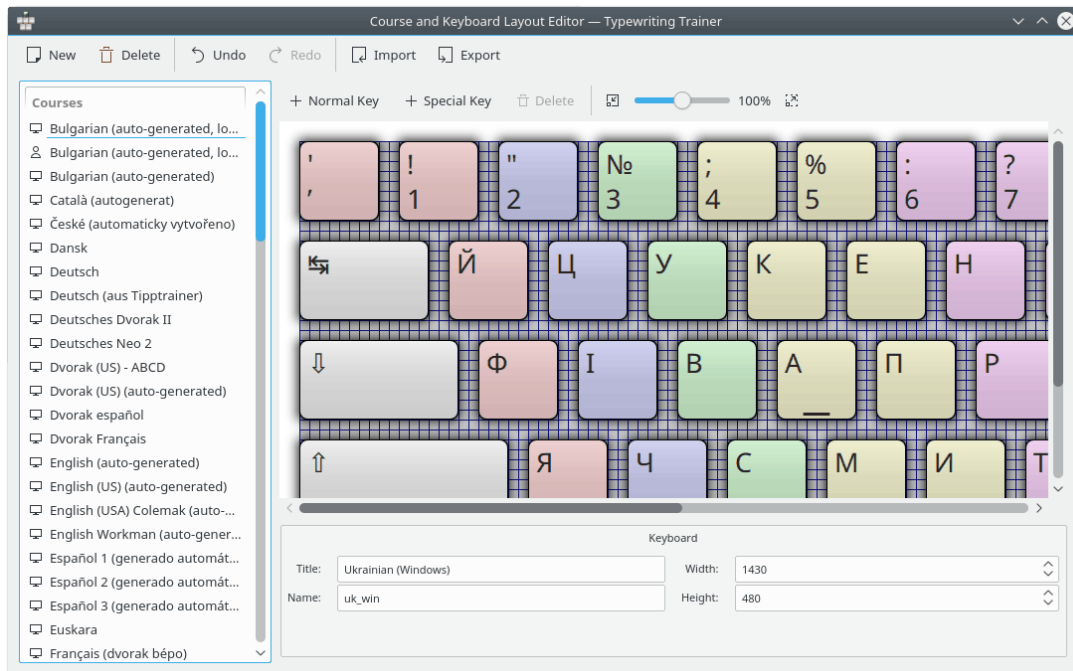 Course and Keyboard Layout Editor — Typewriting Trainer
New Delete Undo Redo Import Export
Courses
Bulgarian (auto-generated, lo...
Bulgarian (auto-generated, lo...
Bulgarian (auto-generated)
Català (autogenerat)
České (automaticky vytvořeno)
Dansk
Deutsch
Deutsch (aus Tipptrainer)
Deutsches Dvorak II
Deutsches Neo 2
Dvorak (US) - ABCD
Dvorak (US) (auto-generated)
Dvorak español
Dvorak Français
English (auto-generated)
English (US) (auto-generated)
English (USA) Colemak (auto-...
English Workman (auto-gener...
Español 1 (generado automát...
Español 2 (generado automát...
Español 3 (generado automát...
Euskara
Français (dvorak bépo)
+ Normal Key + Special Key Delete 100%
' ! " № ; % : ?
' 1 2 3 4 5 6 7
↹ Й Ц У К Е Н
⇩ Ф І В А П Р
⇧ Я Ч С М И Т
Keyboard
Title: Ukrainian (Windows) Width: 1430
Name: uk_win Height: 480